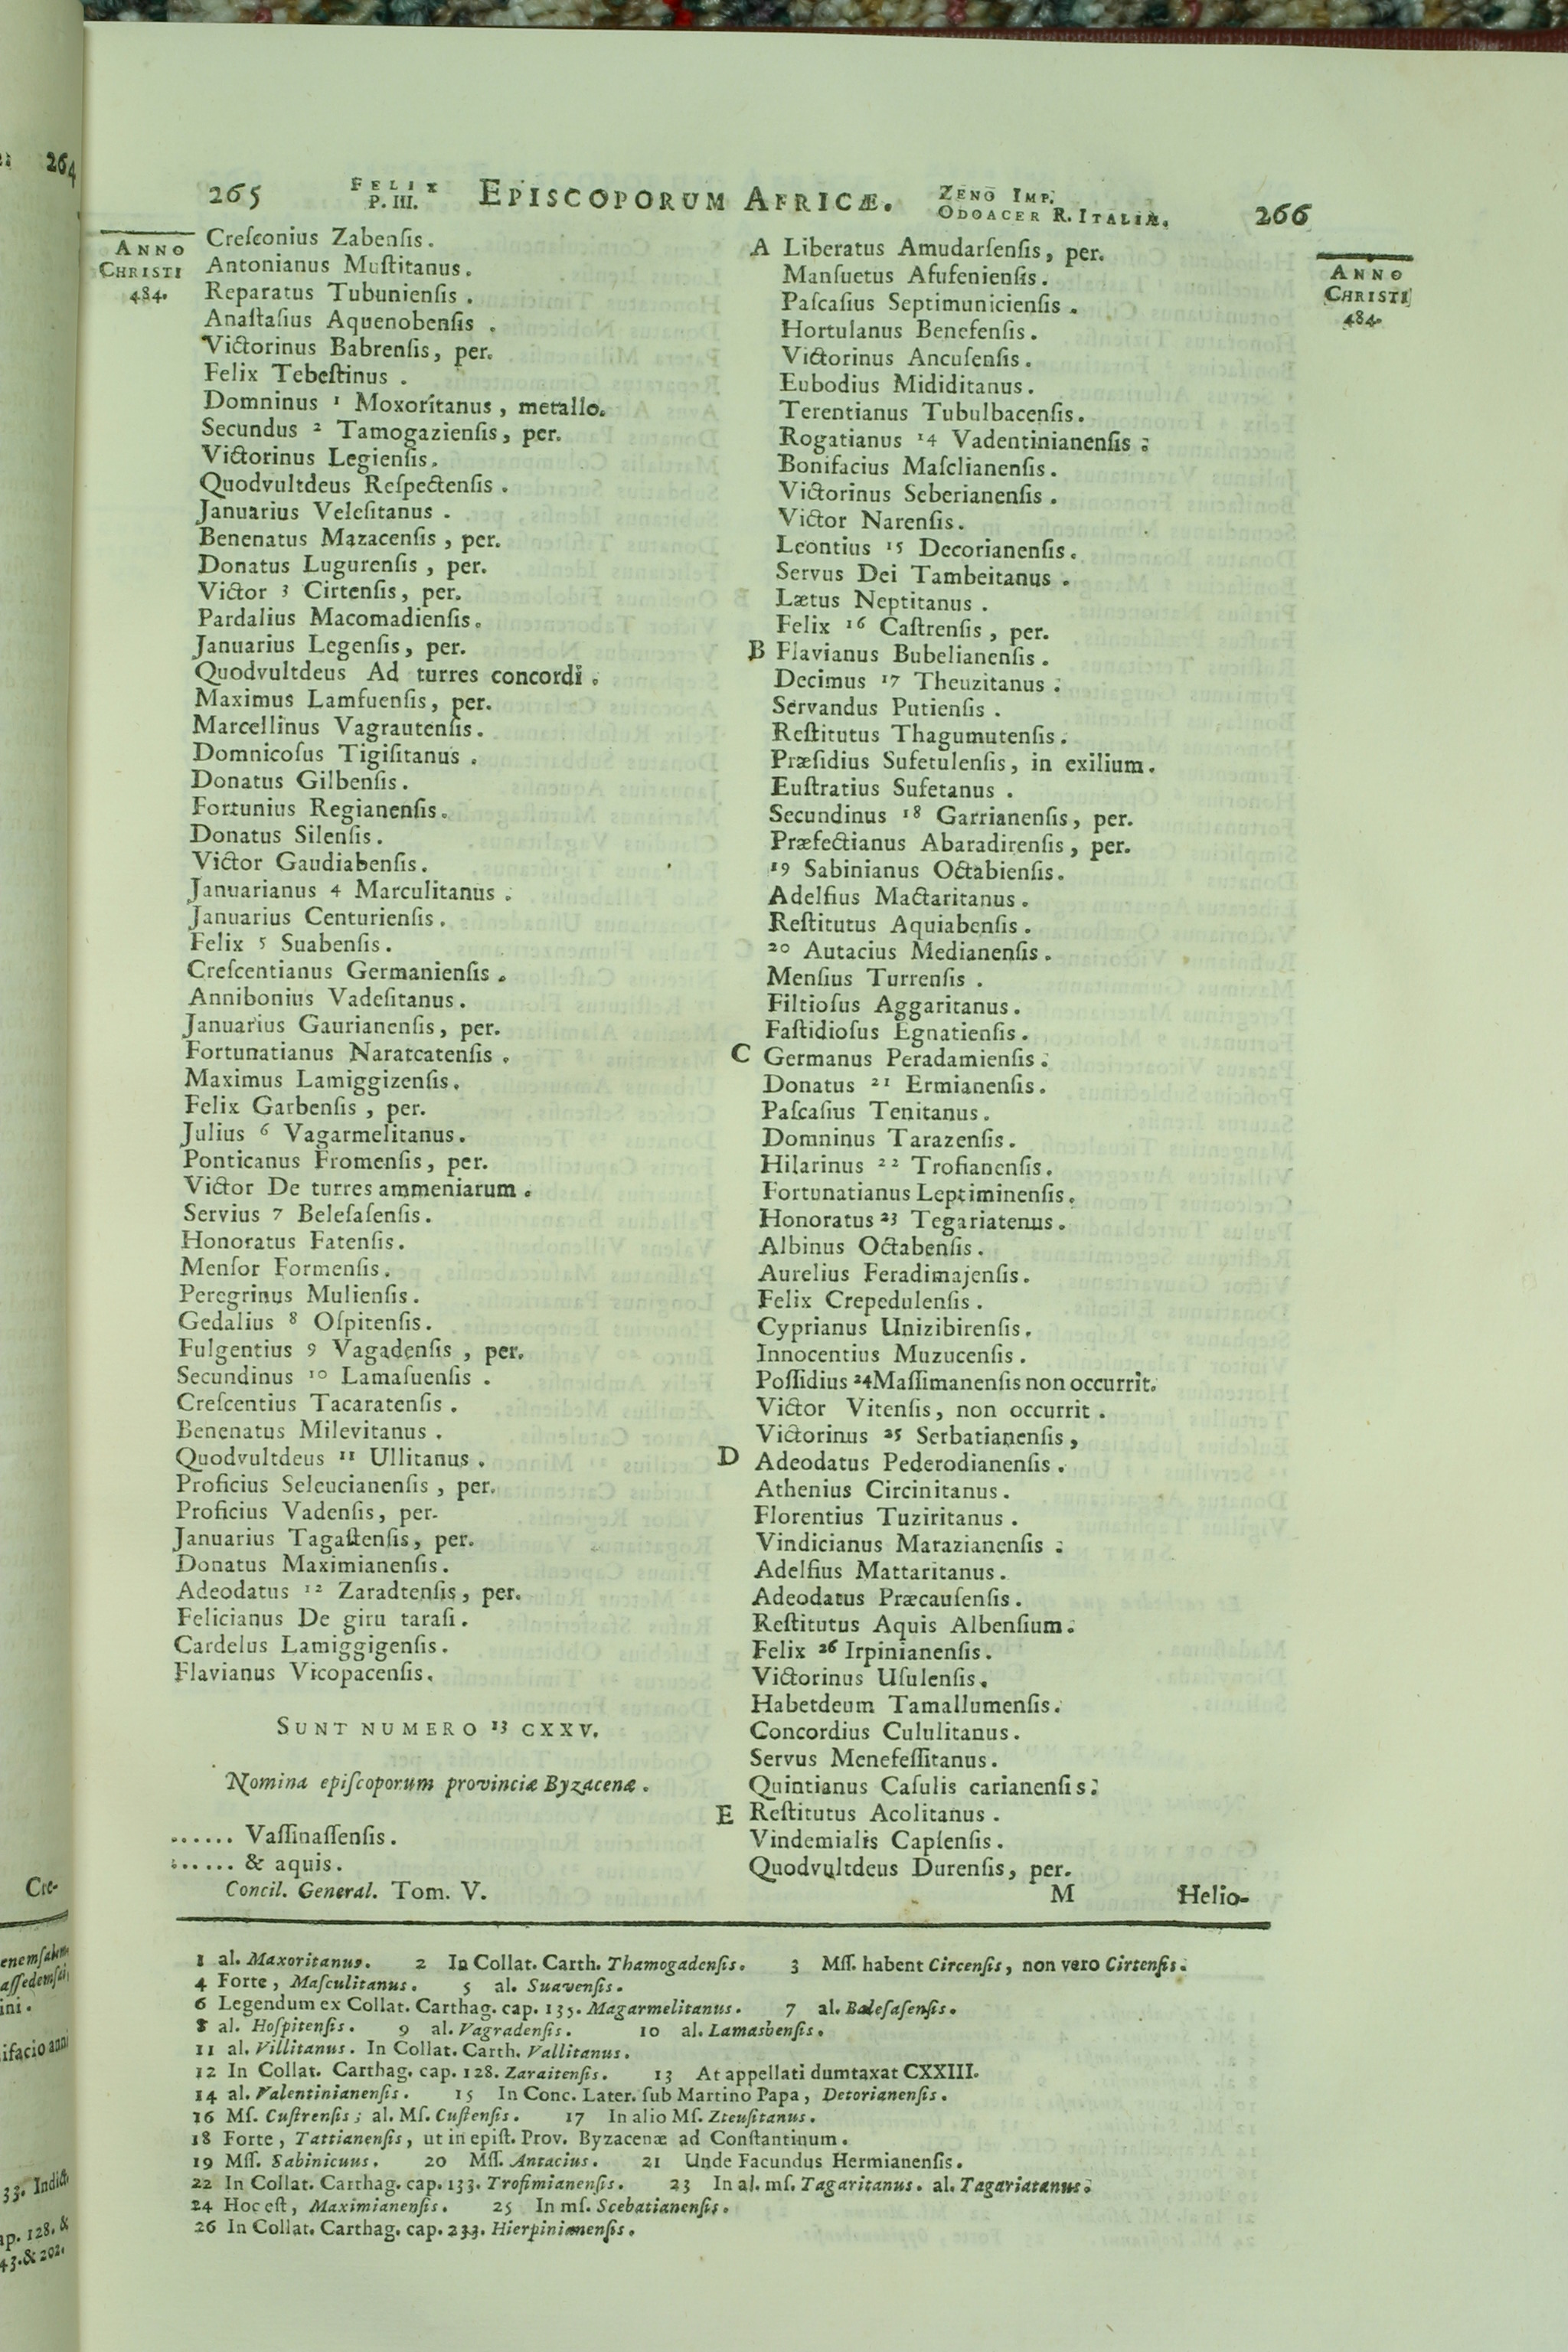 265
FELIX
P. III.
EPISCOPORUM AFRICÆ.
ZENO IMP.
ODOACER R. ITALIÆ.
266
ANNO
CHRISTI
484.
Creſconius Zabenſis.
Antonianus Muſtitanus.
Reparatus Tubunienſis.
Anaſtaſius Aquenobenſis.
Victorinus Babrenſis, per.
Felix Tebeſtinus.
Domninus 1 Moxoritanus, metallo.
Secundus 2 Tamogazienſis, per.
Victorinus Legienſis.
Quodvultdeus Reſpectenſis.
Januarius Veleſitanus.
Benenatus Mazacenſis, per.
Donatus Lugurenſis, per.
Victor 3 Cirtenſis, per.
Pardalius Macomadienſis.
Januarius Legenſis, per.
Quodvultdeus Ad turres concordi.
Maximus Lamfuenſis, per.
Marcellinus Vagrautenſis.
Domnicoſus Tigiſitanus.
Donatus Gilbenſis.
Fortunius Regianenſis.
Donatus Silenſis.
Victor Gaudiabenſis.
Januarianus 4 Marculitanus.
Januarius Centurienſis.
Felix 5 Suabenſis.
Creſcentianus Germanienſis.
Annibonius Vadeſitanus.
Januarius Gaurianenſis, per.
Fortunatianus Naratcatenſis.
Maximus Lamiggizenſis.
Felix Garbenſis, per.
Julius 6 Vagarmelitanus.
Ponticanus Fromenſis, per.
Victor De turres ammeniarum.
Servius 7 Beleſaſenſis.
Honoratus Fatenſis.
Menſor Formenſis.
Peregrinus Mulienſis.
Gedalius 8 Oſpitenſis.
Fulgentius 9 Vagadenſis, per.
Secundinus 10 Lamaſuenſis.
Creſcentius Tacaratenſis.
Benenatus Milevitanus.
Quodvultdeus 11 Ullitanus.
Proficius Seleucianenſis, per.
Proficius Vadenſis, per.
Januarius Tagaſtenſis, per.
Donatus Maximianenſis.
Adeodatus 12 Zaradtenſis, per.
Felicianus De giru taraſi.
Cardelus Lamiggigenſis.
Flavianus Vicopacenſis.
SUNT NUMERO 13 CXXV.
Nomina epiſcoporum provinciæ Byzacenæ.
...... Vaſſinaſſenſis.
...... & aquis.
Concil. General. Tom. V.
A Liberatus Amudarſenſis, per.
Manſuetus Afufenienſis.
Paſcaſius Septimunicienſis.
Hortulanus Benefenſis.
Victorinus Ancuſenſis.
Eubodius Mididitanus.
Terentianus Tubulbacenſis.
Rogatianus 14 Vadentinianenſis.
Bonifacius Maſclianenſis.
Victorinus Seberianenſis.
Victor Narenſis.
Leontius 15 Decorianenſis.
Servus Dei Tambeitanus.
Lætus Neptitanus.
Felix 16 Caſtrenſis, per.
B Flavianus Bubelianenſis.
Decimus 17 Theuzitanus.
Servandus Putienſis.
Reſtitutus Thagumutenſis.
Præſidius Sufetulenſis, in exilium.
Euſtratius Sufetanus.
Secundinus 18 Garrianenſis, per.
Præfectianus Abaradirenſis, per.
19 Sabinianus Octabienſis.
Adelfius Mactaritanus.
Reſtitutus Aquiabenſis.
20 Autacius Medianenſis.
Menſius Turrenſis.
Filtioſus Aggaritanus.
Faſtidioſus Egnatienſis.
C Germanus Peradamienſis.
Donatus 21 Ermianenſis.
Paſcaſius Tenitanus.
Domninus Tarazenſis.
Hilarinus 22 Trofianenſis.
Fortunatianus Leptiminenſis.
Honoratus 23 Tegariatenus.
Albinus Octabenſis.
Aurelius Feradimajenſis.
Felix Crepedulenſis.
Cyprianus Unizibirenſis.
Innocentius Muzucenſis.
Poſſidius 24 Maſſimanenſis non occurrit.
Victor Vitenſis, non occurrit.
Victorinus 25 Serbatianenſis,
D Adeodatus Pederodianenſis.
Athenius Circinitanus.
Florentius Tuziritanus.
Vindicianus Marazianenſis.
Adelfius Mattaritanus.
Adeodatus Præcauſenſis.
Reſtitutus Aquis Albenſium.
Felix 26 Irpinianenſis.
Victorinus Uſulenſis.
Habetdeum Tamallumenſis.
Concordius Cululitanus.
Servus Menefeſſitanus.
Quintianus Caſulis carianenſis.
E Reſtitutus Acolitanus.
Vindemialis Capſenſis.
Quodvultdeus Durenſis, per.
M Helio-
ANNO
CHRISTI
484.
1 al. Maxoritanus. 2 In Collat. Carth. Thamogadenſis. 3 Mſſ. habent Circenſis, non vero Cirtenſis.
4 Forte, Maſculitanus. 5 al. Suavenſis.
6 Legendum ex Collat. Carthag. cap. 135. Magarmelitanus. 7 al. Baleſaſenſis.
8 al. Hoſpitenſis. 9 al. Vagradenſis. 10 al. Lamasbenſis.
11 al. Villitanus. In Collat. Carth. Vallitanus.
12 In Collat. Carthag. cap. 128. Zaraitenſis. 13 At appellati dumtaxat CXXIII.
14 al. Valentinianenſis. 15 In Conc. Later. ſub Martino Papa, Detorianenſis.
16 Mſ. Cuſtrenſis; al. Mſ. Cuſtenſis. 17 In alio Mſ. Zteuſitanus.
18 Forte, Tattianenſis, ut in epiſt. Prov. Byzacenæ ad Conſtantinum.
19 Mſſ. Sabinicuus. 20 Mſſ. Antacius. 21 Unde Facundus Hermianenſis.
22 In Collat. Carthag. cap. 133. Trofimianenſis. 23 In al. mſ. Tagaritanus. al. Tagariatanus.
24 Hoc eſt, Maximianenſis. 25 In mſ. Scebatianenſis.
26 In Collat. Carthag. cap. 233. Hierpinianenſis.
264
Cre-
33. Indict
ap. 128. &
43. & 202.